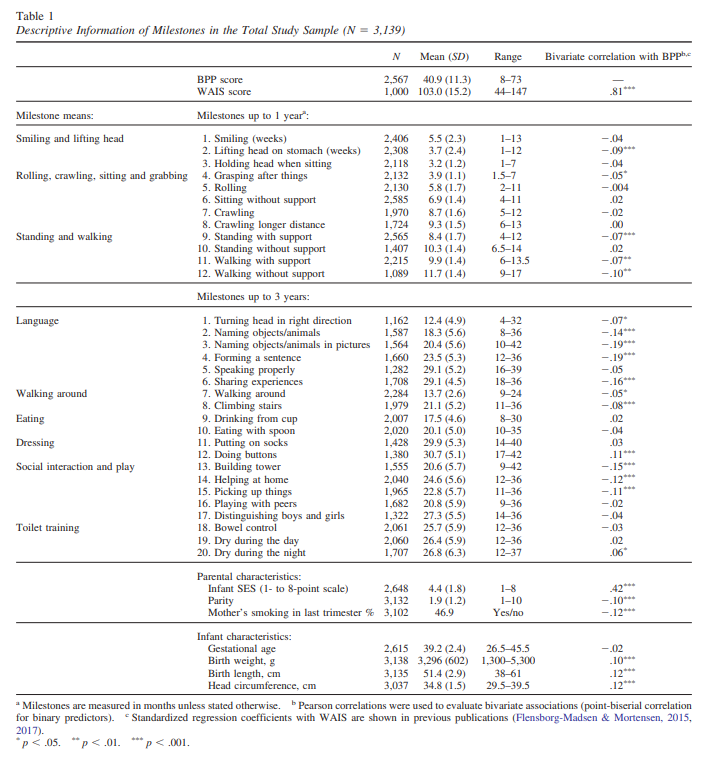 Table 1
Descriptive Information of Milestones in the Total Study Sample (N = 3,139)
N Mean (SD) Range Bivariate correlation with BPPb,c
BPP score 2,567 40.9 (11.3) 8–73 —
WAIS score 1,000 103.0 (15.2) 44–147 .81***
Milestone means: Milestones up to 1 yeara:
Smiling and lifting head 1. Smiling (weeks) 2,406 5.5 (2.3) 1–13 −.04
2. Lifting head on stomach (weeks) 2,308 3.7 (2.4) 1–12 −.09***
3. Holding head when sitting 2,118 3.2 (1.2) 1–7 −.04
Rolling, crawling, sitting and grabbing 4. Grasping after things 2,132 3.9 (1.1) 1.5–7 −.05*
5. Rolling 2,130 5.8 (1.7) 2–11 −.004
6. Sitting without support 2,585 6.9 (1.4) 4–11 .02
7. Crawling 1,970 8.7 (1.6) 5–12 −.02
8. Crawling longer distance 1,724 9.3 (1.5) 6–13 .00
Standing and walking 9. Standing with support 2,565 8.4 (1.7) 4–12 −.07***
10. Standing without support 1,407 10.3 (1.4) 6.5–14 .02
11. Walking with support 2,215 9.9 (1.4) 6–13.5 −.07**
12. Walking without support 1,089 11.7 (1.4) 9–17 −.10**
Milestones up to 3 years:
Language 1. Turning head in right direction 1,162 12.4 (4.9) 4–32 −.07*
2. Naming objects/animals 1,587 18.3 (5.6) 8–36 −.14***
3. Naming objects/animals in pictures 1,564 20.4 (5.6) 10–42 −.19***
4. Forming a sentence 1,660 23.5 (5.3) 12–36 −.19***
5. Speaking properly 1,282 29.1 (5.2) 16–39 −.05
6. Sharing experiences 1,708 29.1 (4.5) 18–36 −.16***
Walking around 7. Walking around 2,284 13.7 (2.6) 9–24 −.05*
8. Climbing stairs 1,979 21.1 (5.2) 11–36 −.08***
Eating 9. Drinking from cup 2,007 17.5 (4.6) 8–30 .02
10. Eating with spoon 2,020 20.1 (5.0) 10–35 −.04
Dressing 11. Putting on socks 1,428 29.9 (5.3) 14–40 .03
12. Doing buttons 1,380 30.7 (5.1) 17–42 .11***
Social interaction and play 13. Building tower 1,555 20.6 (5.7) 9–42 −.15***
14. Helping at home 2,040 24.6 (5.6) 12–36 −.12***
15. Picking up things 1,965 22.8 (5.7) 11–36 −.11***
16. Playing with peers 1,682 20.8 (5.9) 9–36 −.02
17. Distinguishing boys and girls 1,322 27.3 (5.5) 14–36 −.04
Toilet training 18. Bowel control 2,061 25.7 (5.9) 12–36 −.03
19. Dry during the day 2,060 26.4 (5.9) 12–36 .02
20. Dry during the night 1,707 26.8 (6.3) 12–37 .06*
Parental characteristics:
Infant SES (1- to 8-point scale) 2,648 4.4 (1.8) 1–8 .42***
Parity 3,132 1.9 (1.2) 1–10 −.10***
Mother's smoking in last trimester % 3,102 46.9 Yes/no −.12***
Infant characteristics:
Gestational age 2,615 39.2 (2.4) 26.5–45.5 −.02
Birth weight, g 3,138 3,296 (602) 1,300–5,300 .10***
Birth length, cm 3,135 51.4 (2.9) 38–61 .12***
Head circumference, cm 3,037 34.8 (1.5) 29.5–39.5 .12***
a Milestones are measured in months unless stated otherwise. b Pearson correlations were used to evaluate bivariate associations (point-biserial correlation
for binary predictors). c Standardized regression coefficients with WAIS are shown in previous publications (Flensborg-Madsen & Mortensen, 2015,
2017).
* p < .05. ** p < .01. *** p < .001.